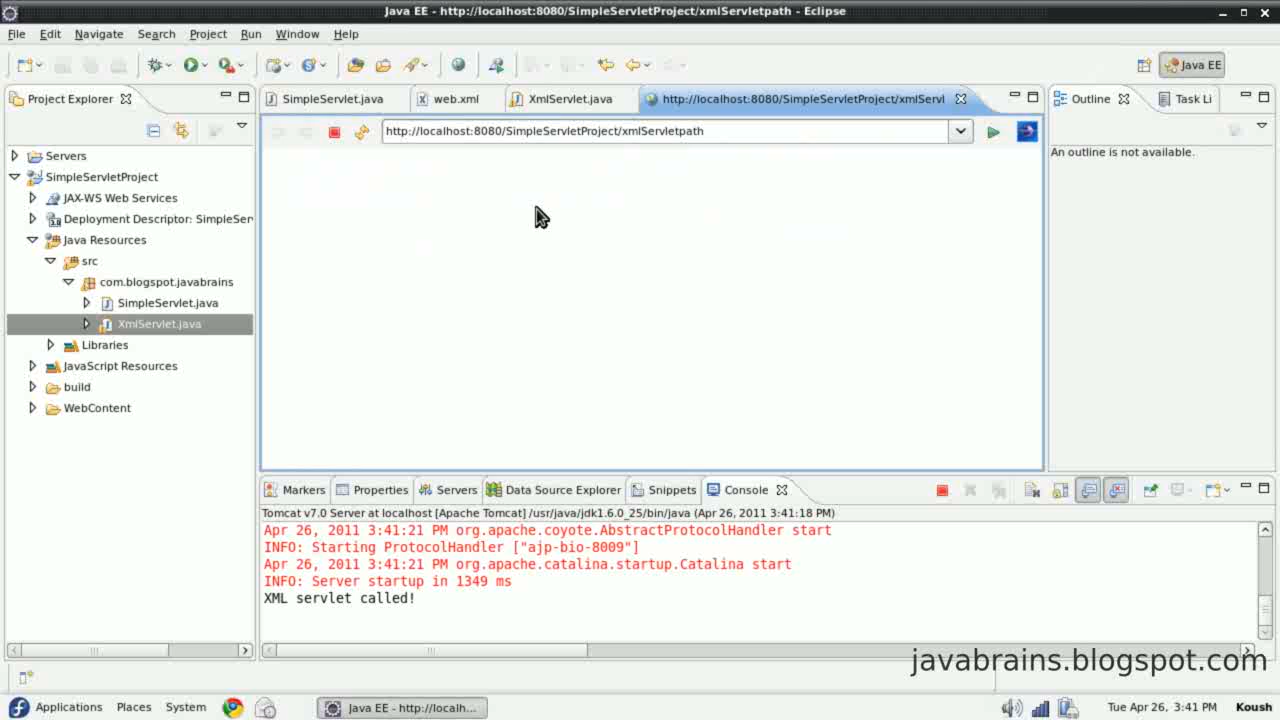 Java EE - http://localhost:8080/SimpleServletProject/xmlServletpath - Eclipse
File Edit Navigate Search Project Run Window Help
Java EE
Project Explorer
SimpleServlet.java
web.xml
XmlServlet.java
http://localhost:8080/SimpleServletProject/xmlServl
Outline
Task Li
http://localhost:8080/SimpleServletProject/xmlServletpath
An outline is not available.
Servers
SimpleServletProject
JAX-WS Web Services
Deployment Descriptor: SimpleSer
Java Resources
src
com.blogspot.javabrains
SimpleServlet.java
XmlServlet.java
Libraries
JavaScript Resources
build
WebContent
Markers
Properties
Servers
Data Source Explorer
Snippets
Console
Tomcat v7.0 Server at localhost [Apache Tomcat] /usr/java/jdk1.6.0_25/bin/java (Apr 26, 2011 3:41:18 PM)
Apr 26, 2011 3:41:21 PM org.apache.coyote.AbstractProtocolHandler start
INFO: Starting ProtocolHandler ["ajp-bio-8009"]
Apr 26, 2011 3:41:21 PM org.apache.catalina.startup.Catalina start
INFO: Server startup in 1349 ms
XML servlet called!
javabrains.blogspot.com
Applications Places System
Java EE - http://localh...
Tue Apr 26, 3:41 PM
Koush